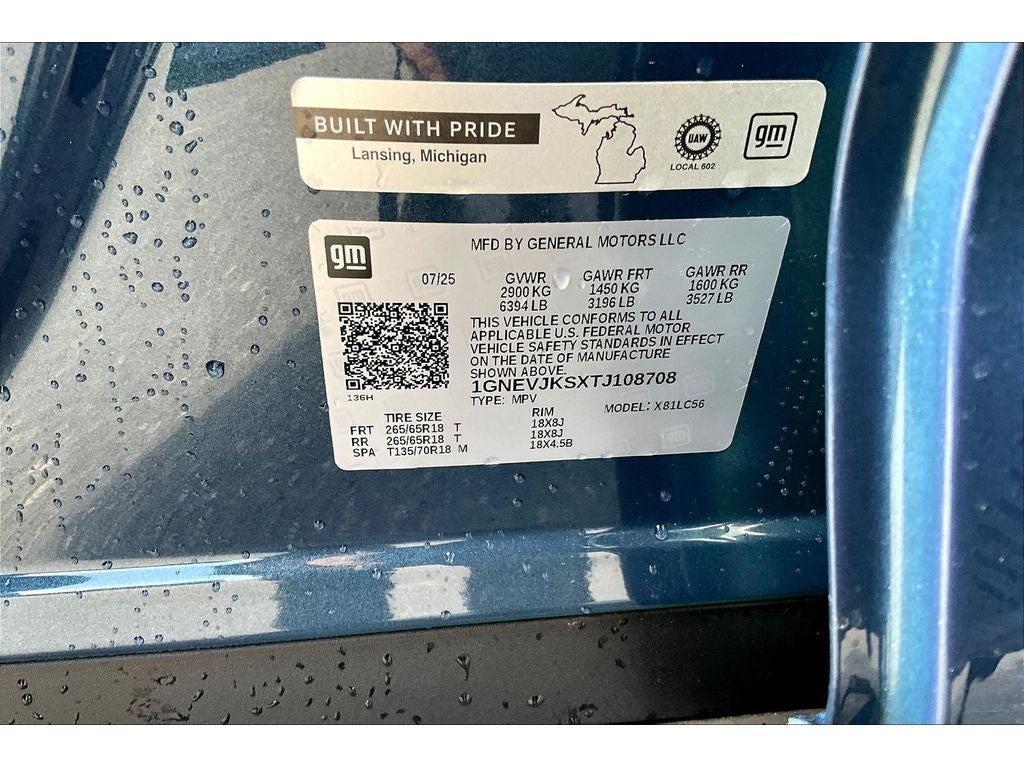 BUILT WITH PRIDE
Lansing, Michigan
UAW
LOCAL 602
gm
gm
MFD BY GENERAL MOTORS LLC
07/25 GVWR GAWR FRT GAWR RR
2900 KG 1450 KG 1600 KG
6394 LB 3196 LB 3527 LB
THIS VEHICLE CONFORMS TO ALL
APPLICABLE U.S. FEDERAL MOTOR
VEHICLE SAFETY STANDARDS IN EFFECT
ON THE DATE OF MANUFACTURE
SHOWN ABOVE.
1GNEVJKSXTJ108708
136H
TYPE: MPV MODEL: X81LC56
TIRE SIZE RIM
FRT 265/65R18 T 18X8J
RR 265/65R18 T 18X8J
SPA T135/70R18 M 18X4.5B